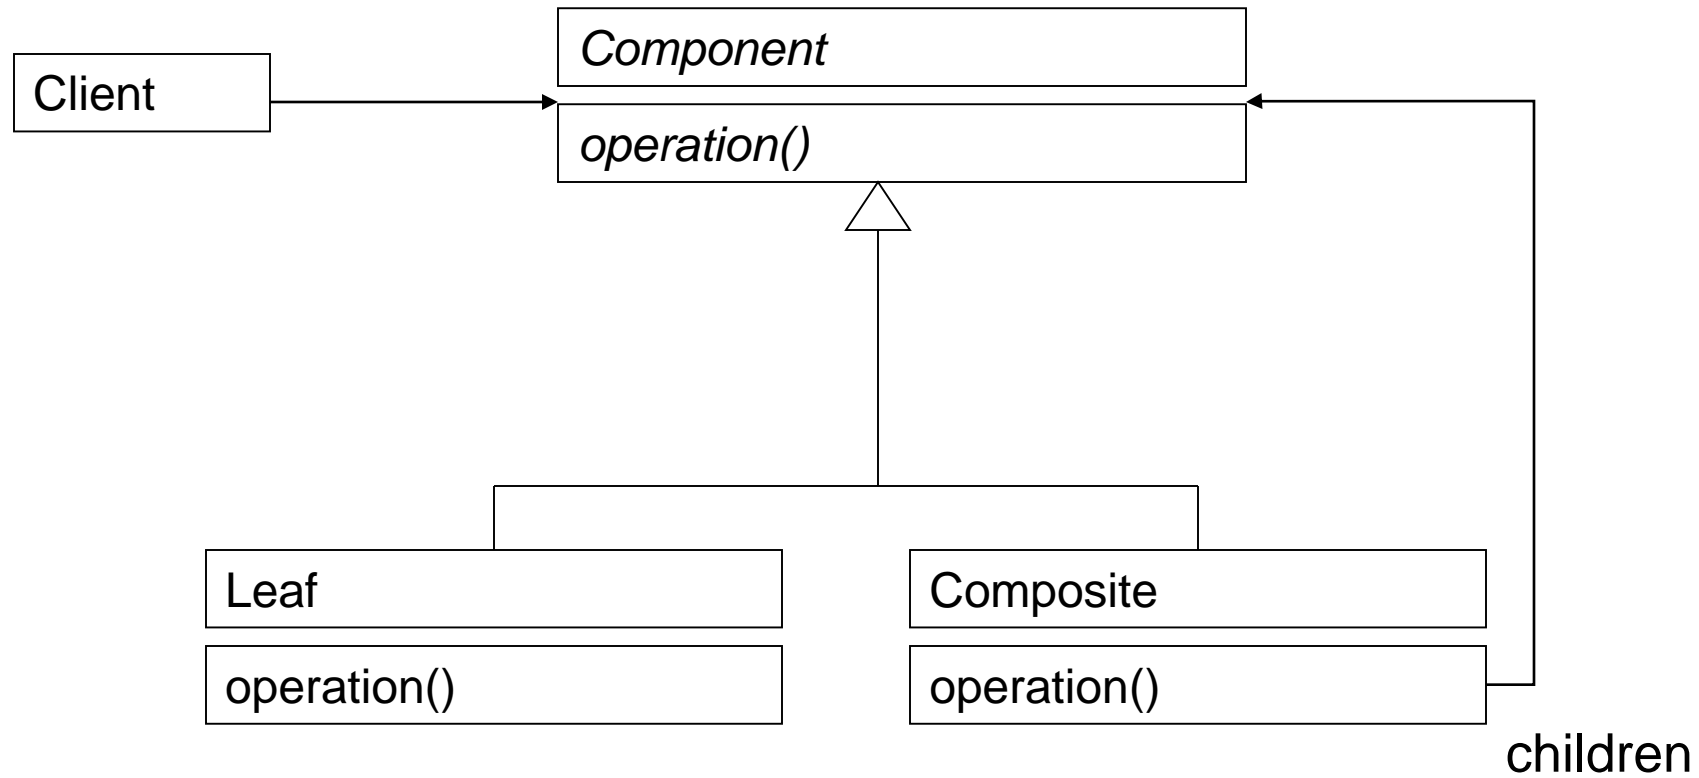 Component
Client
operation()
Leaf
Composite
operation()
operation()
children